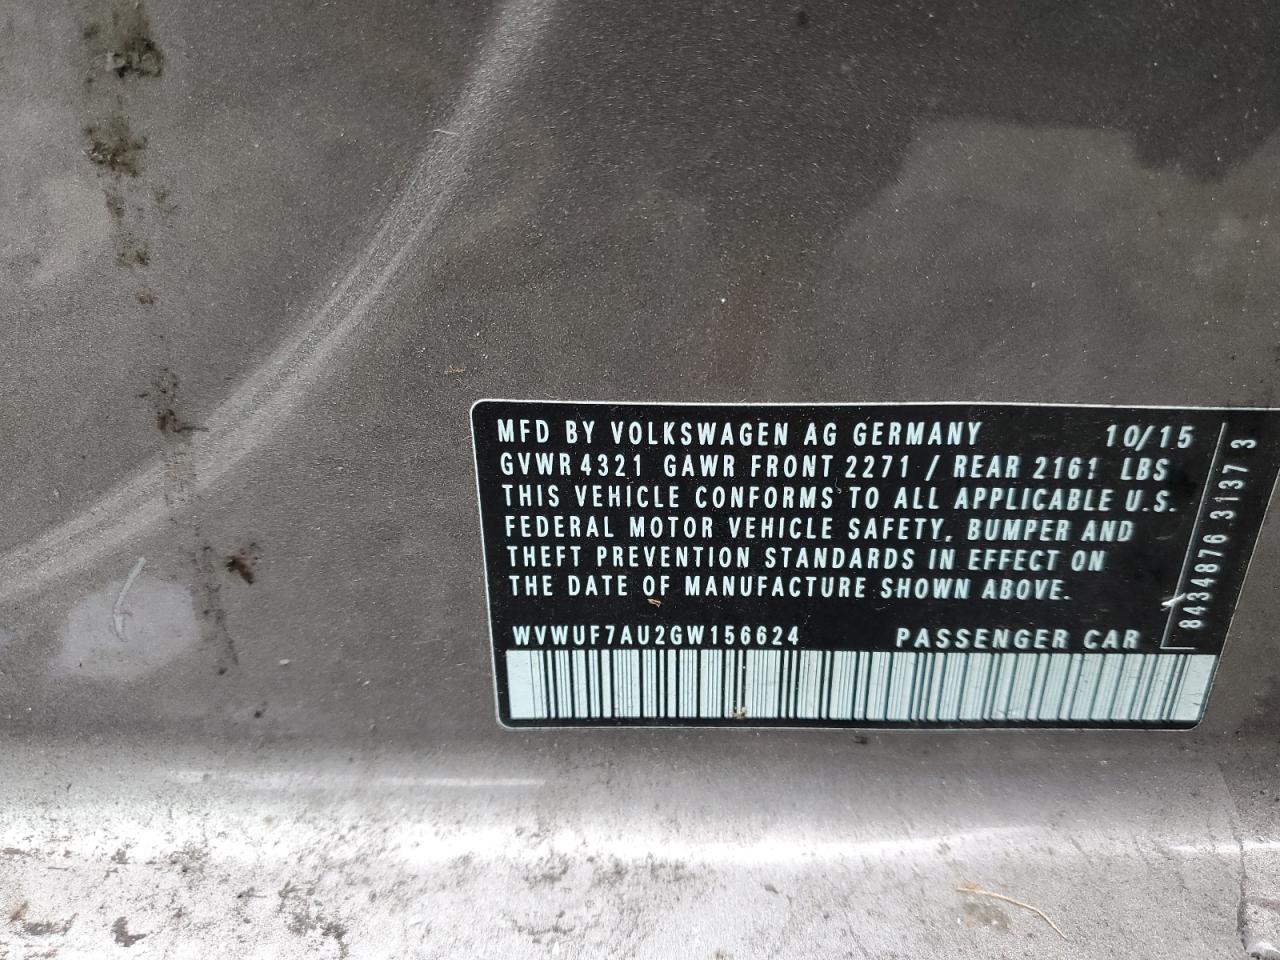 MFD BY VOLKSWAGEN AG GERMANY 10/15
GVWR 4321 GAWR FRONT 2271 / REAR 2161 LBS
THIS VEHICLE CONFORMS TO ALL APPLICABLE U.S.
FEDERAL MOTOR VEHICLE SAFETY, BUMPER AND
THEFT PREVENTION STANDARDS IN EFFECT ON
THE DATE OF MANUFACTURE SHOWN ABOVE.
WVWUF7AU2GW156624 PASSENGER CAR
8434876 3137 3